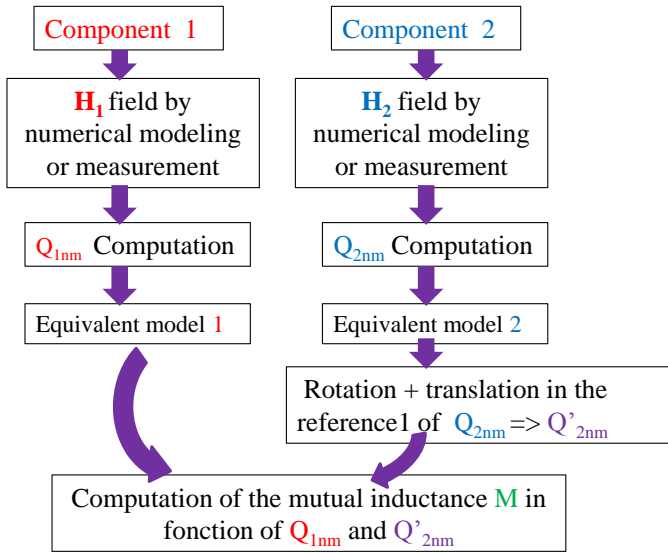 Component 1
H₁ field by
numerical modeling
or measurement
Q₁ₙₘ Computation
Equivalent model 1
Component 2
H₂ field by
numerical modeling
or measurement
Q₂ₙₘ Computation
Equivalent model 2
Rotation + translation in the
reference1 of Q₂ₙₘ => Q’₂ₙₘ
Computation of the mutual inductance M in
fonction of Q₁ₙₘ and Q’₂ₙₘ